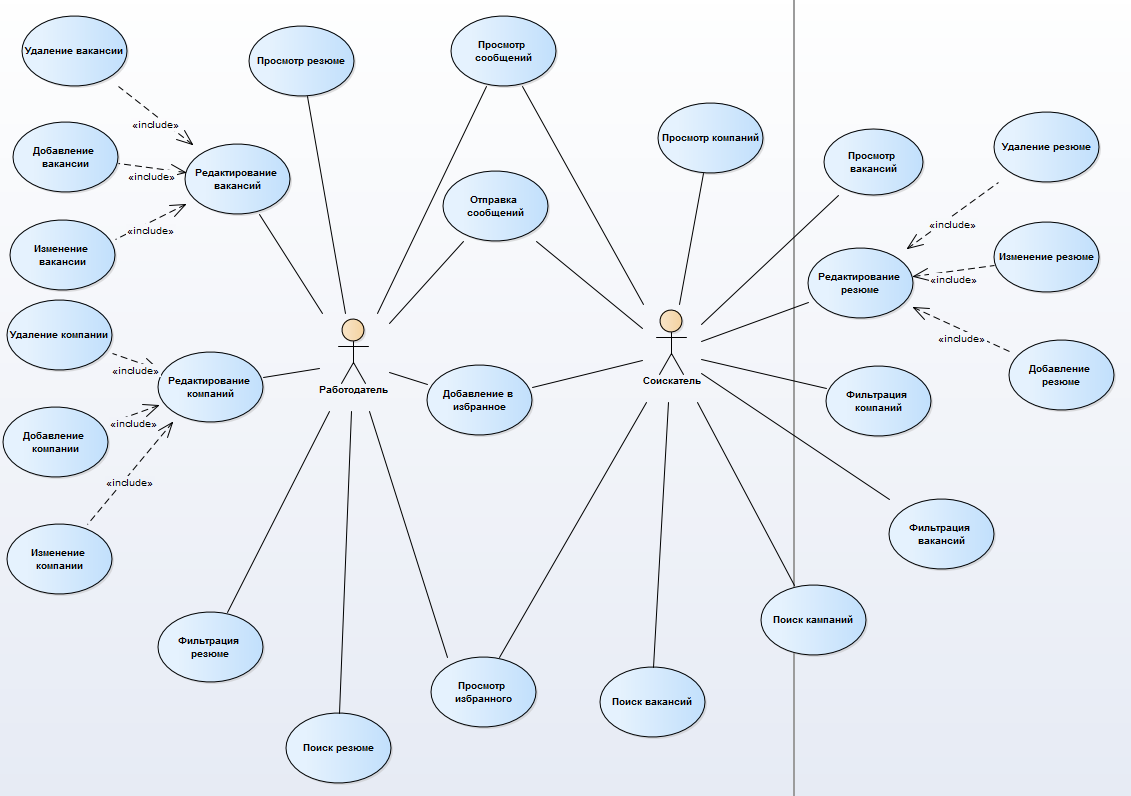 Удаление вакансии
Просмотр резюме
Просмотр
сообщений
«include»
Добавление
вакансии
«include»
Редактирование
вакансий
Изменение
вакансии
«include»
Отправка
сообщений
Просмотр компаний
Просмотр
вакансий
Удаление резюме
«include»
Редактирование
резюме
Изменение резюме
«include»
«include»
Добавление
резюме
Удаление компании
«include»
Редактирование
компаний
Добавление
компании
«include»
«include»
Изменение
компании
Работодатель
Добавление в
избранное
Соискатель
Фильтрация
компаний
Фильтрация
вакансий
Фильтрация
резюме
Поиск резюме
Просмотр
избранного
Поиск вакансий
Поиск кампаний